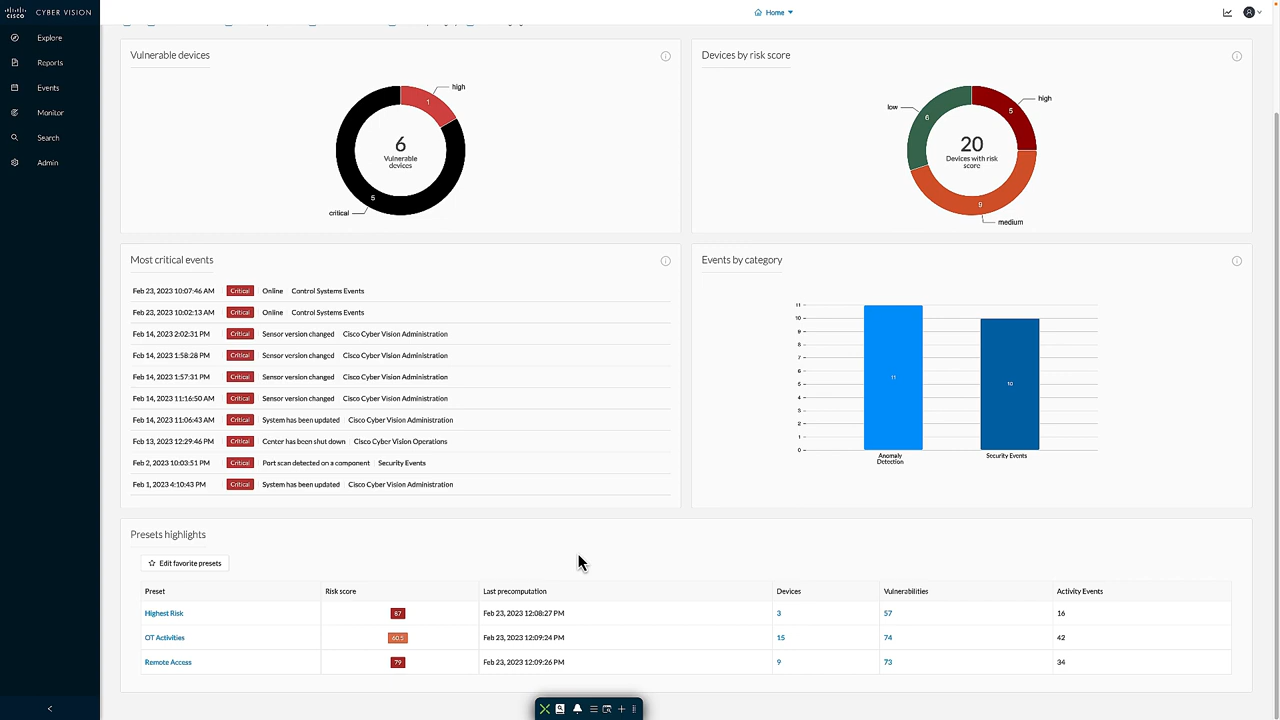 CISCO CYBER VISION
Home
Explore
Reports
Events
Monitor
Search
Admin
Vulnerable devices
high
1
6
Vulnerable
devices
5
critical
Devices by risk score
low
high
6
5
20
Devices with risk
score
9
medium
Most critical events
Feb 23, 2023 10:07:46 AM Critical Online Control Systems Events
Feb 23, 2023 10:02:13 AM Critical Online Control Systems Events
Feb 14, 2023 2:02:31 PM Critical Sensor version changed Cisco Cyber Vision Administration
Feb 14, 2023 1:58:28 PM Critical Sensor version changed Cisco Cyber Vision Administration
Feb 14, 2023 1:57:31 PM Critical Sensor version changed Cisco Cyber Vision Administration
Feb 14, 2023 11:16:50 AM Critical Sensor version changed Cisco Cyber Vision Administration
Feb 14, 2023 11:06:43 AM Critical System has been updated Cisco Cyber Vision Administration
Feb 13, 2023 12:29:46 PM Critical Center has been shut down Cisco Cyber Vision Operations
Feb 2, 2023 10:03:51 PM Critical Port scan detected on a component Security Events
Feb 1, 2023 4:10:43 PM Critical System has been updated Cisco Cyber Vision Administration
Events by category
11
10
9
8
7
6
5
4
3
2
1
0
11
10
Anomaly
Detection
Security Events
Presets highlights
Edit favorite presets
Preset Risk score Last precomputation Devices Vulnerabilities Activity Events
Highest Risk 87 Feb 23, 2023 12:08:27 PM 3 57 16
OT Activities 60.5 Feb 23, 2023 12:09:24 PM 15 74 42
Remote Access 79 Feb 23, 2023 12:09:26 PM 9 73 34